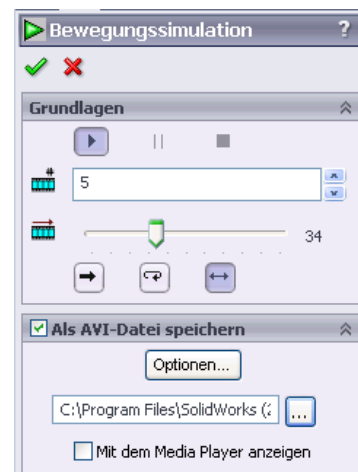 Bewegungssimulation ?
Grundlagen
#
5
34
Als AVI-Datei speichern
Optionen...
C:\Program Files\SolidWorks ( ...
Mit dem Media Player anzeigen